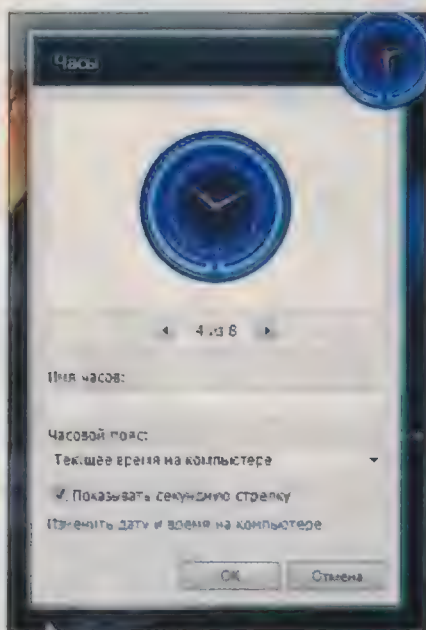 Часы
4 из 8
Имя часов:
Часовой пояс:
Текущее время на компьютере
Показывать секундную стрелку
Изменить дату и время на компьютере
ОК
Отмена